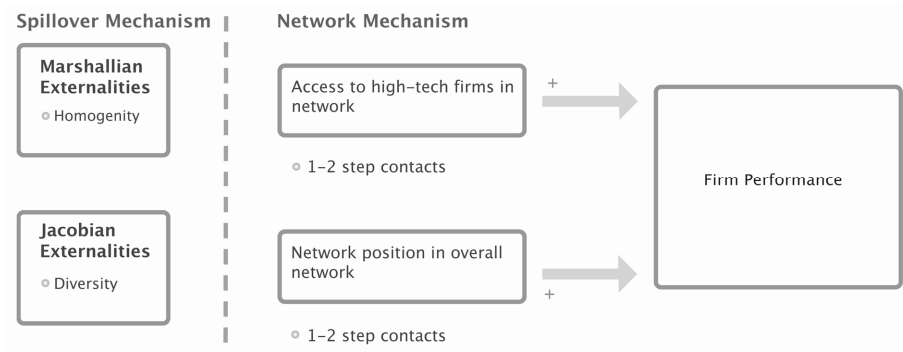 Spillover Mechanism
Marshallian
Externalities
Homogenity
Jacobian
Externalities
Diversity
Network Mechanism
Access to high-tech firms in
network
1-2 step contacts
Network position in overall
network
1-2 step contacts
+
+
Firm Performance